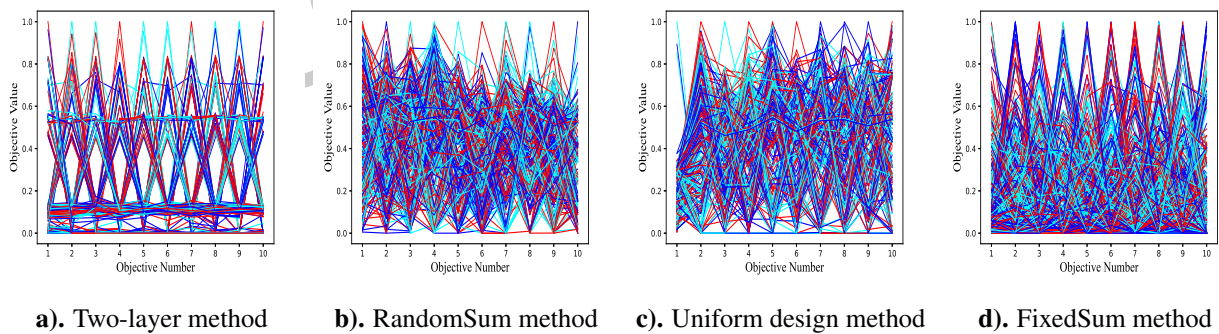 1.0
0.8
0.6
0.4
0.2
0.0
Objective Value
1 2 3 4 5 6 7 8 9 10
Objective Number
1.0
0.8
0.6
0.4
0.2
0.0
Objective Value
1 2 3 4 5 6 7 8 9 10
Objective Number
1.0
0.8
0.6
0.4
0.2
0.0
Objective Value
1 2 3 4 5 6 7 8 9 10
Objective Number
1.0
0.8
0.6
0.4
0.2
0.0
Objective Value
1 2 3 4 5 6 7 8 9 10
Objective Number
a). Two-layer method
b). RandomSum method
c). Uniform design method
d). FixedSum method